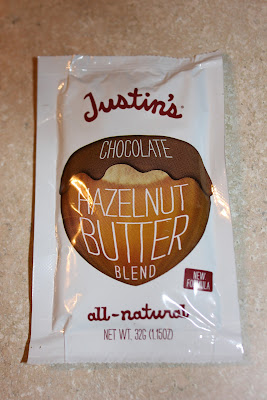 Justin's®
CHOCOLATE
HAZELNUT
BUTTER
BLEND
NEW
FORMULA
all-natural
NET WT. 32G (1.15OZ)